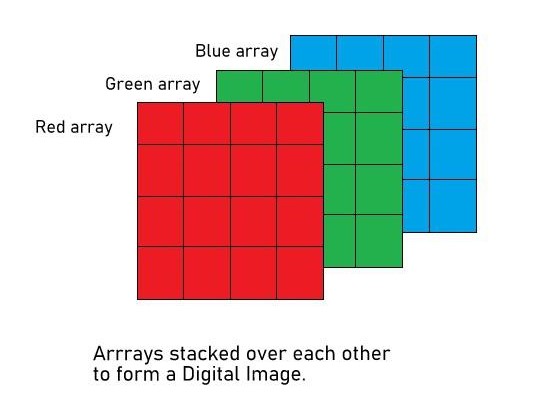 Blue array
Green array
Red array
Arrrays stacked over each other
to form a Digital Image.